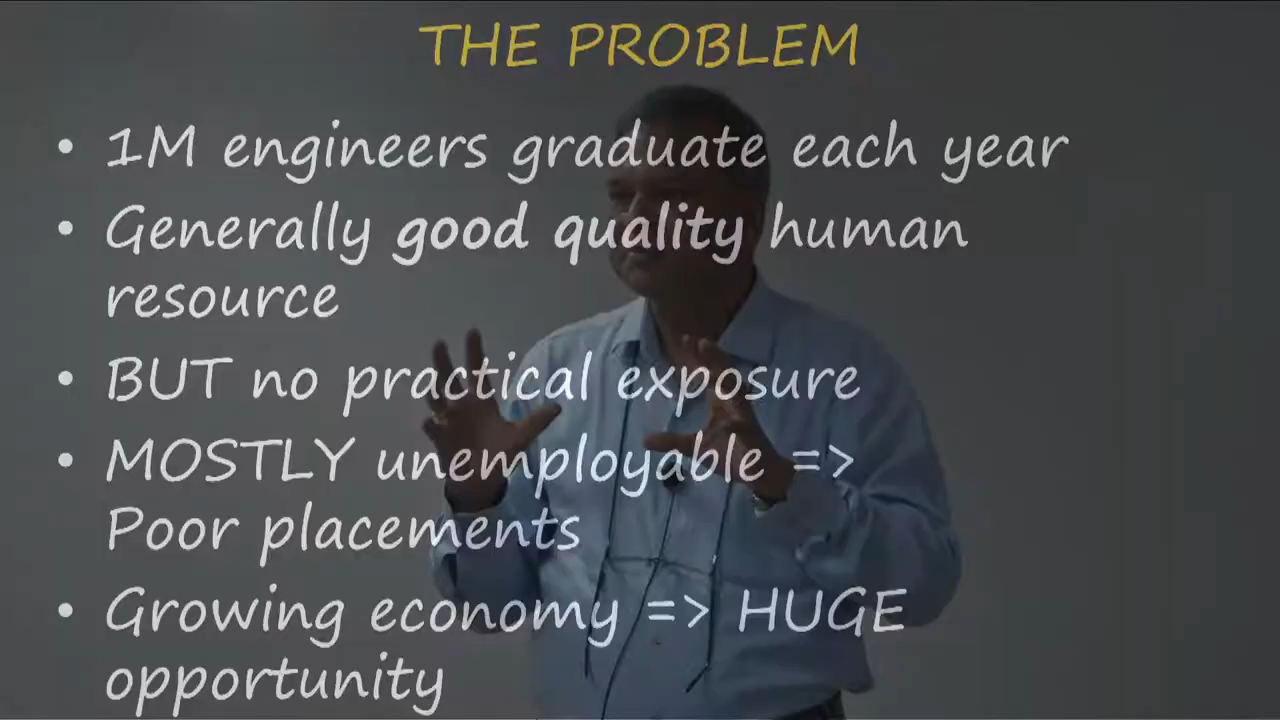 THE PROBLEM
• 1M engineers graduate each year
• Generally good quality human
resource
• BUT no practical exposure
• MOSTLY unemployable =>
Poor placements
• Growing economy => HUGE
opportunity